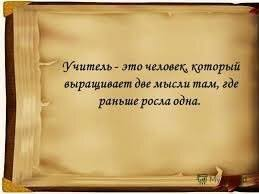 Учитель - это человек, который
выращивает две мысли там, где
раньше росла одна.